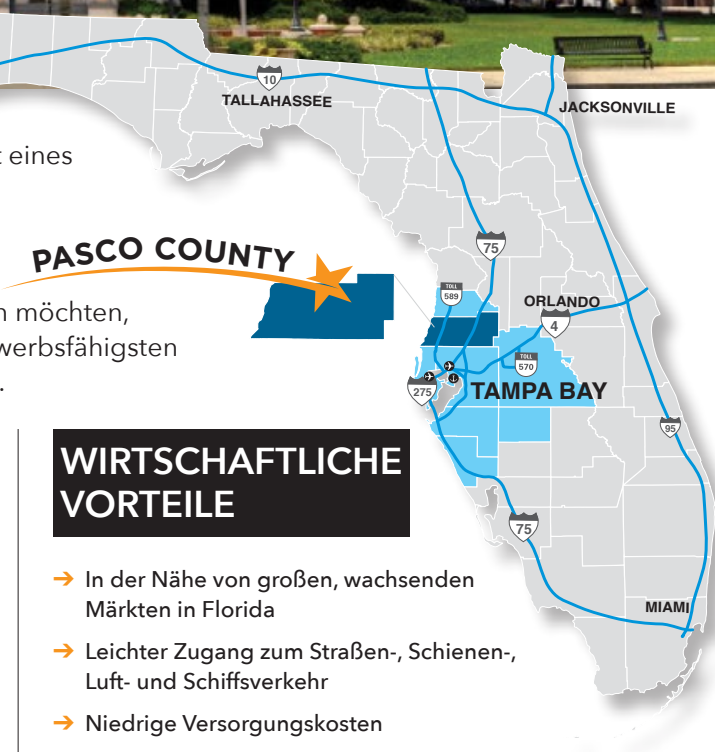 10
TALLAHASSEE
JACKSONVILLE
eines
PASCO COUNTY
75
TOLL
589
ORLANDO
4
möchten,
TOLL
570
275
TAMPA BAY
95
WIRTSCHAFTLICHE
VORTEILE
75
➔ In der Nähe von großen, wachsenden
Märkten in Florida
MIAMI
➔ Leichter Zugang zum Straßen-, Schienen-,
Luft- und Schiffsverkehr
➔ Niedrige Versorgungskosten